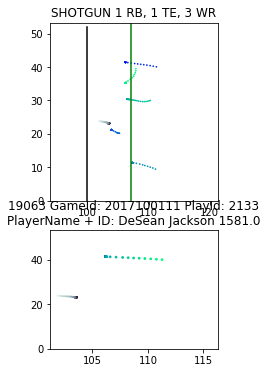 SHOTGUN 1 RB, 1 TE, 3 WR
50
40
30
20
10
0
100 110 120
19063 GameId: 2017100111 PlayId: 2133
PlayerName + ID: DeSean Jackson 1581.0
40
20
0
105 110 115